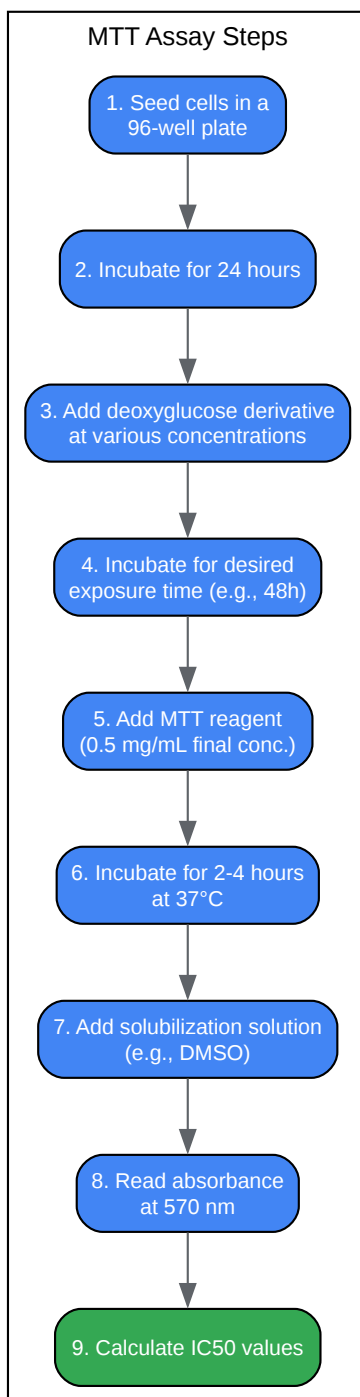 MTT Assay Steps
1. Seed cells in a
96-well plate
2. Incubate for 24 hours
3. Add deoxyglucose derivative
at various concentrations
4. Incubate for desired
exposure time (e.g., 48h)
5. Add MTT reagent
(0.5 mg/mL final conc.)
6. Incubate for 2-4 hours
at 37°C
7. Add solubilization solution
(e.g., DMSO)
8. Read absorbance
at 570 nm
9. Calculate IC50 values